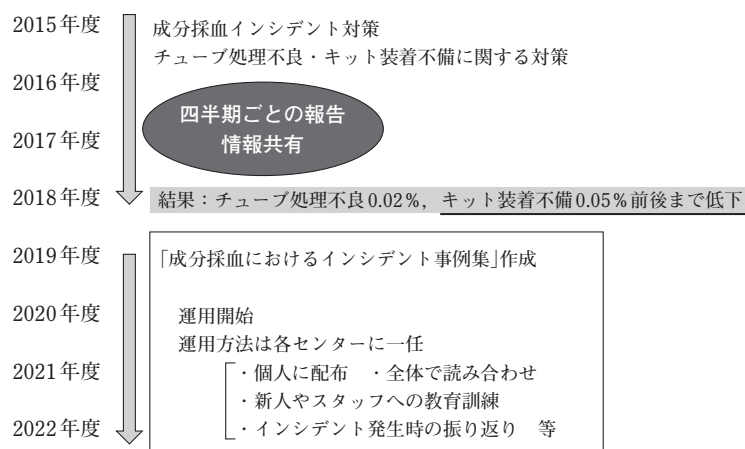 2015年度
成分採血インシデント対策
チューブ処理不良・キット装着不備に関する対策
2016年度
四半期ごとの報告
情報共有
2017年度
2018年度
結果：チューブ処理不良0.02%，キット装着不備0.05%前後まで低下
2019年度
「成分採血におけるインシデント事例集」作成
2020年度
運用開始
運用方法は各センターに一任
2021年度
・個人に配布　・全体で読み合わせ
・新人やスタッフへの教育訓練
2022年度
・インシデント発生時の振り返り　等